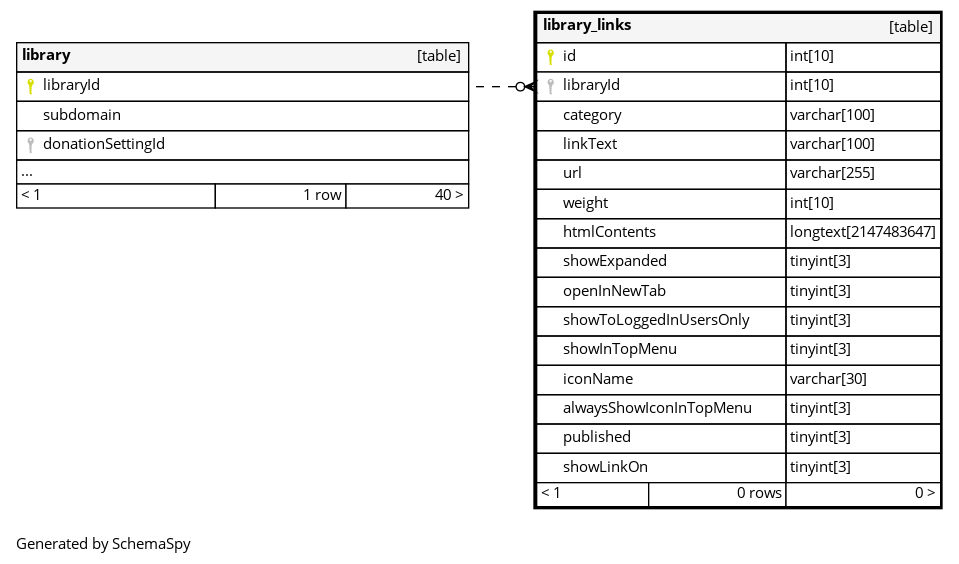 library [table]
libraryId
subdomain
donationSettingId
...
< 1 1 row 40 >
library_links [table]
id int[10]
libraryId int[10]
category varchar[100]
linkText varchar[100]
url varchar[255]
weight int[10]
htmlContents longtext[2147483647]
showExpanded tinyint[3]
openInNewTab tinyint[3]
showToLoggedInUsersOnly tinyint[3]
showInTopMenu tinyint[3]
iconName varchar[30]
alwaysShowIconInTopMenu tinyint[3]
published tinyint[3]
showLinkOn tinyint[3]
< 1 0 rows 0 >
Generated by SchemaSpy